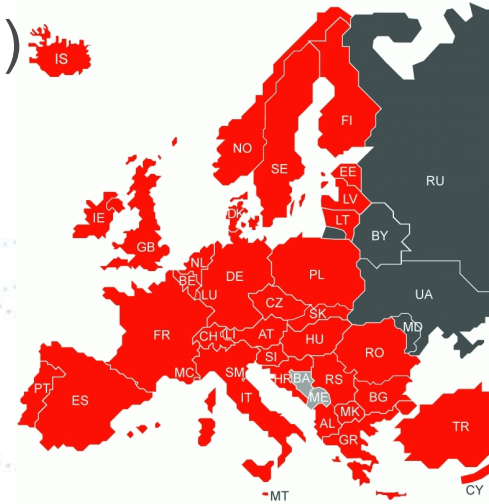 )
IS
FI
NO
SE
RU
EE
LV
DK
LT
IE
BY
GB
NL
DE
PL
BE
UA
LU
CZ
SK
MD
FR
CH
LI
AT
HU
RO
SI
MC
SM
HR
BA
RS
PT
ES
IT
ME
BG
MK
AL
TR
GR
CY
MT